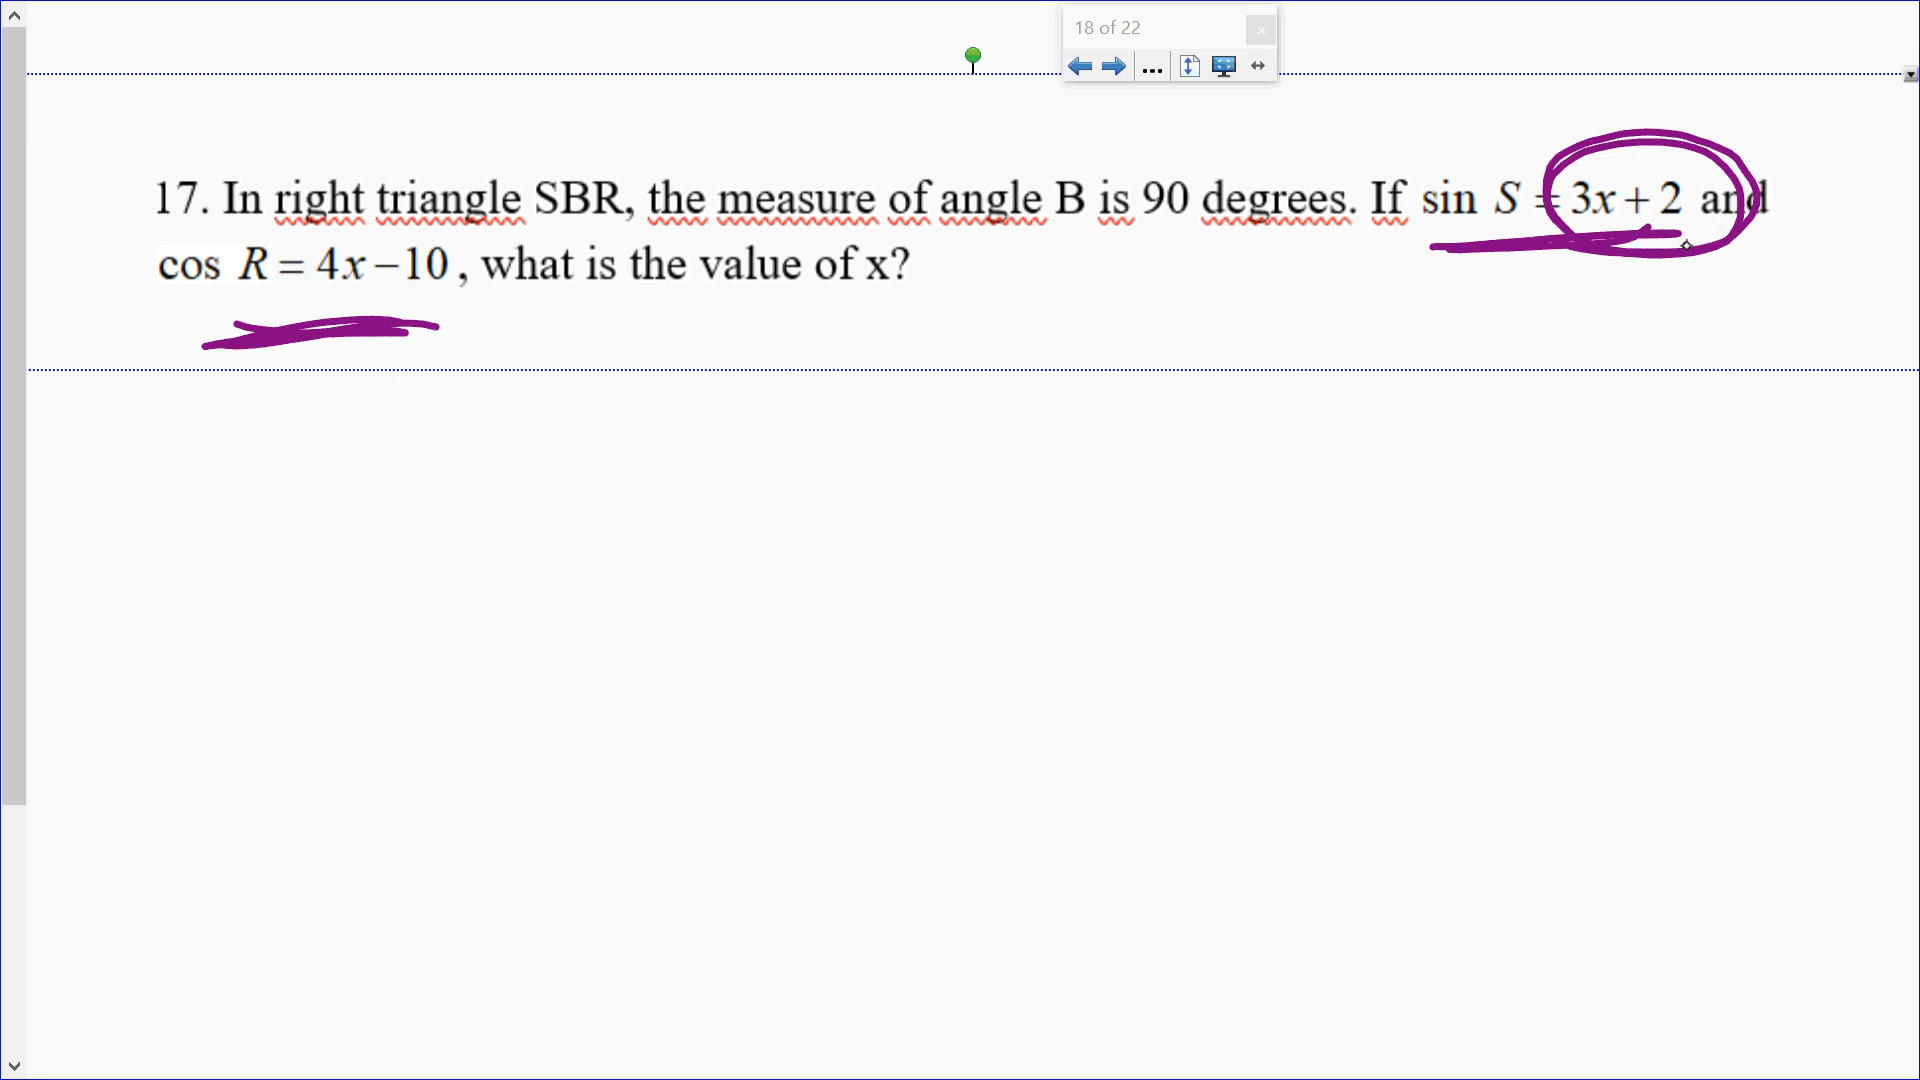 18 of 22
17. In right triangle SBR, the measure of angle B is 90 degrees. If sin S = 3x + 2 and
cos R = 4x – 10 , what is the value of x?